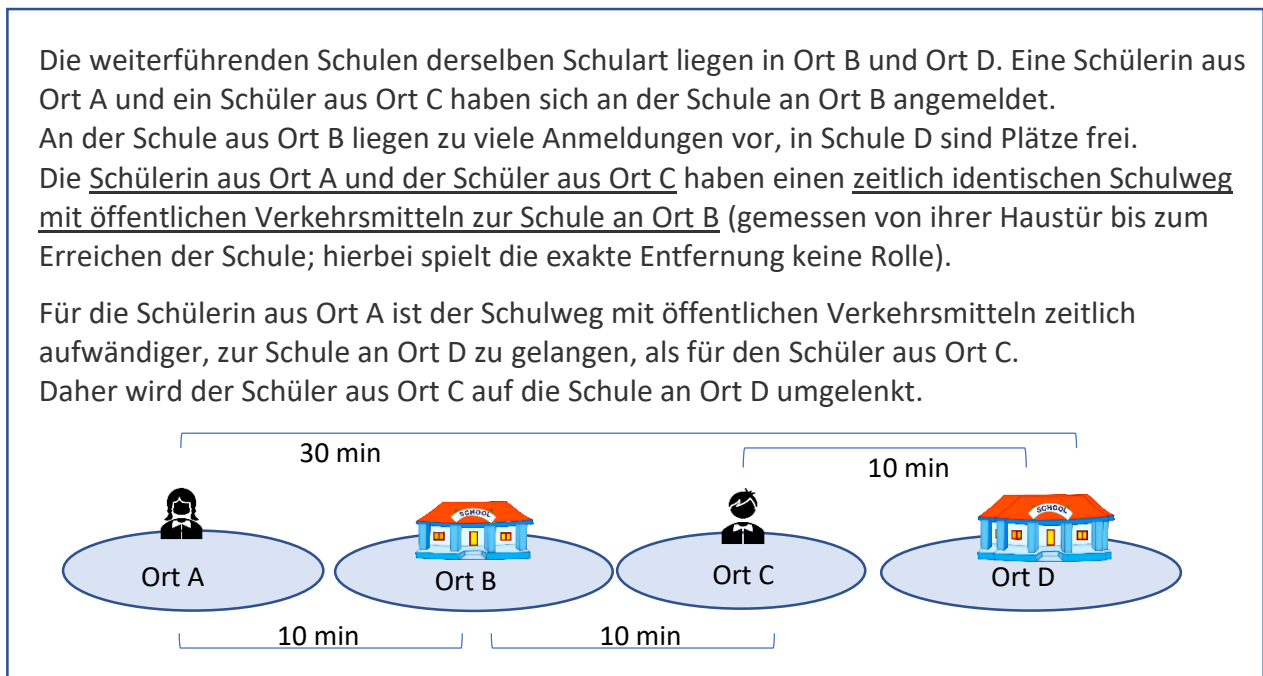 Die weiterführenden Schulen derselben Schulart liegen in Ort B und Ort D. Eine Schülerin aus
Ort A und ein Schüler aus Ort C haben sich an der Schule an Ort B angemeldet.
An der Schule aus Ort B liegen zu viele Anmeldungen vor, in Schule D sind Plätze frei.
Die Schülerin aus Ort A und der Schüler aus Ort C haben einen zeitlich identischen Schulweg
mit öffentlichen Verkehrsmitteln zur Schule an Ort B (gemessen von ihrer Haustür bis zum
Erreichen der Schule; hierbei spielt die exakte Entfernung keine Rolle).
Für die Schülerin aus Ort A ist der Schulweg mit öffentlichen Verkehrsmitteln zeitlich
aufwändiger, zur Schule an Ort D zu gelangen, als für den Schüler aus Ort C.
Daher wird der Schüler aus Ort C auf die Schule an Ort D umgelenkt.
30 min
10 min
SCHOOL
SCHOOL
Ort A
Ort B
Ort C
Ort D
10 min
10 min